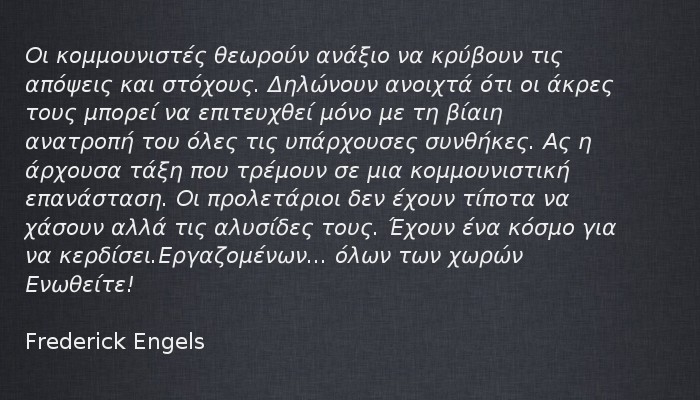 Οι κομμουνιστές θεωρούν ανάξιο να κρύβουν τις
απόψεις και στόχους. Δηλώνουν ανοιχτά ότι οι άκρες
τους μπορεί να επιτευχθεί μόνο με τη βίαιη
ανατροπή του όλες τις υπάρχουσες συνθήκες. Ας η
άρχουσα τάξη που τρέμουν σε μια κομμουνιστική
επανάσταση. Οι προλετάριοι δεν έχουν τίποτα να
χάσουν αλλά τις αλυσίδες τους. Έχουν ένα κόσμο για
να κερδίσει.Εργαζομένων... όλων των χωρών
Ενωθείτε!
Frederick Engels